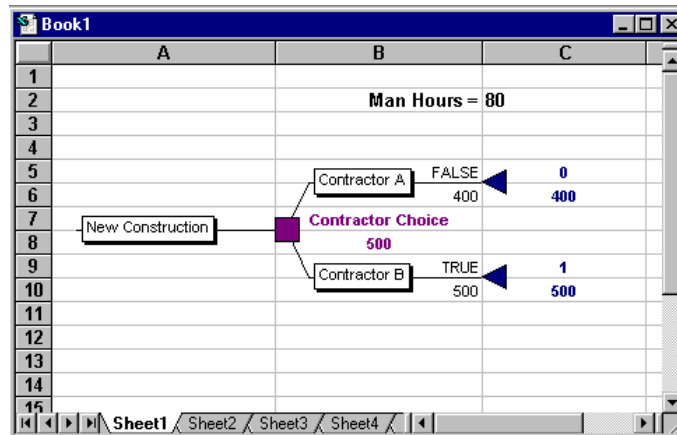 Book1
A B C
1
2 Man Hours = 80
3
4
5 Contractor A FALSE 0
6 400 400
7 New Construction Contractor Choice
8 500
9 Contractor B TRUE 1
10 500 500
11
12
13
14
15
Sheet1 Sheet2 Sheet3 Sheet4